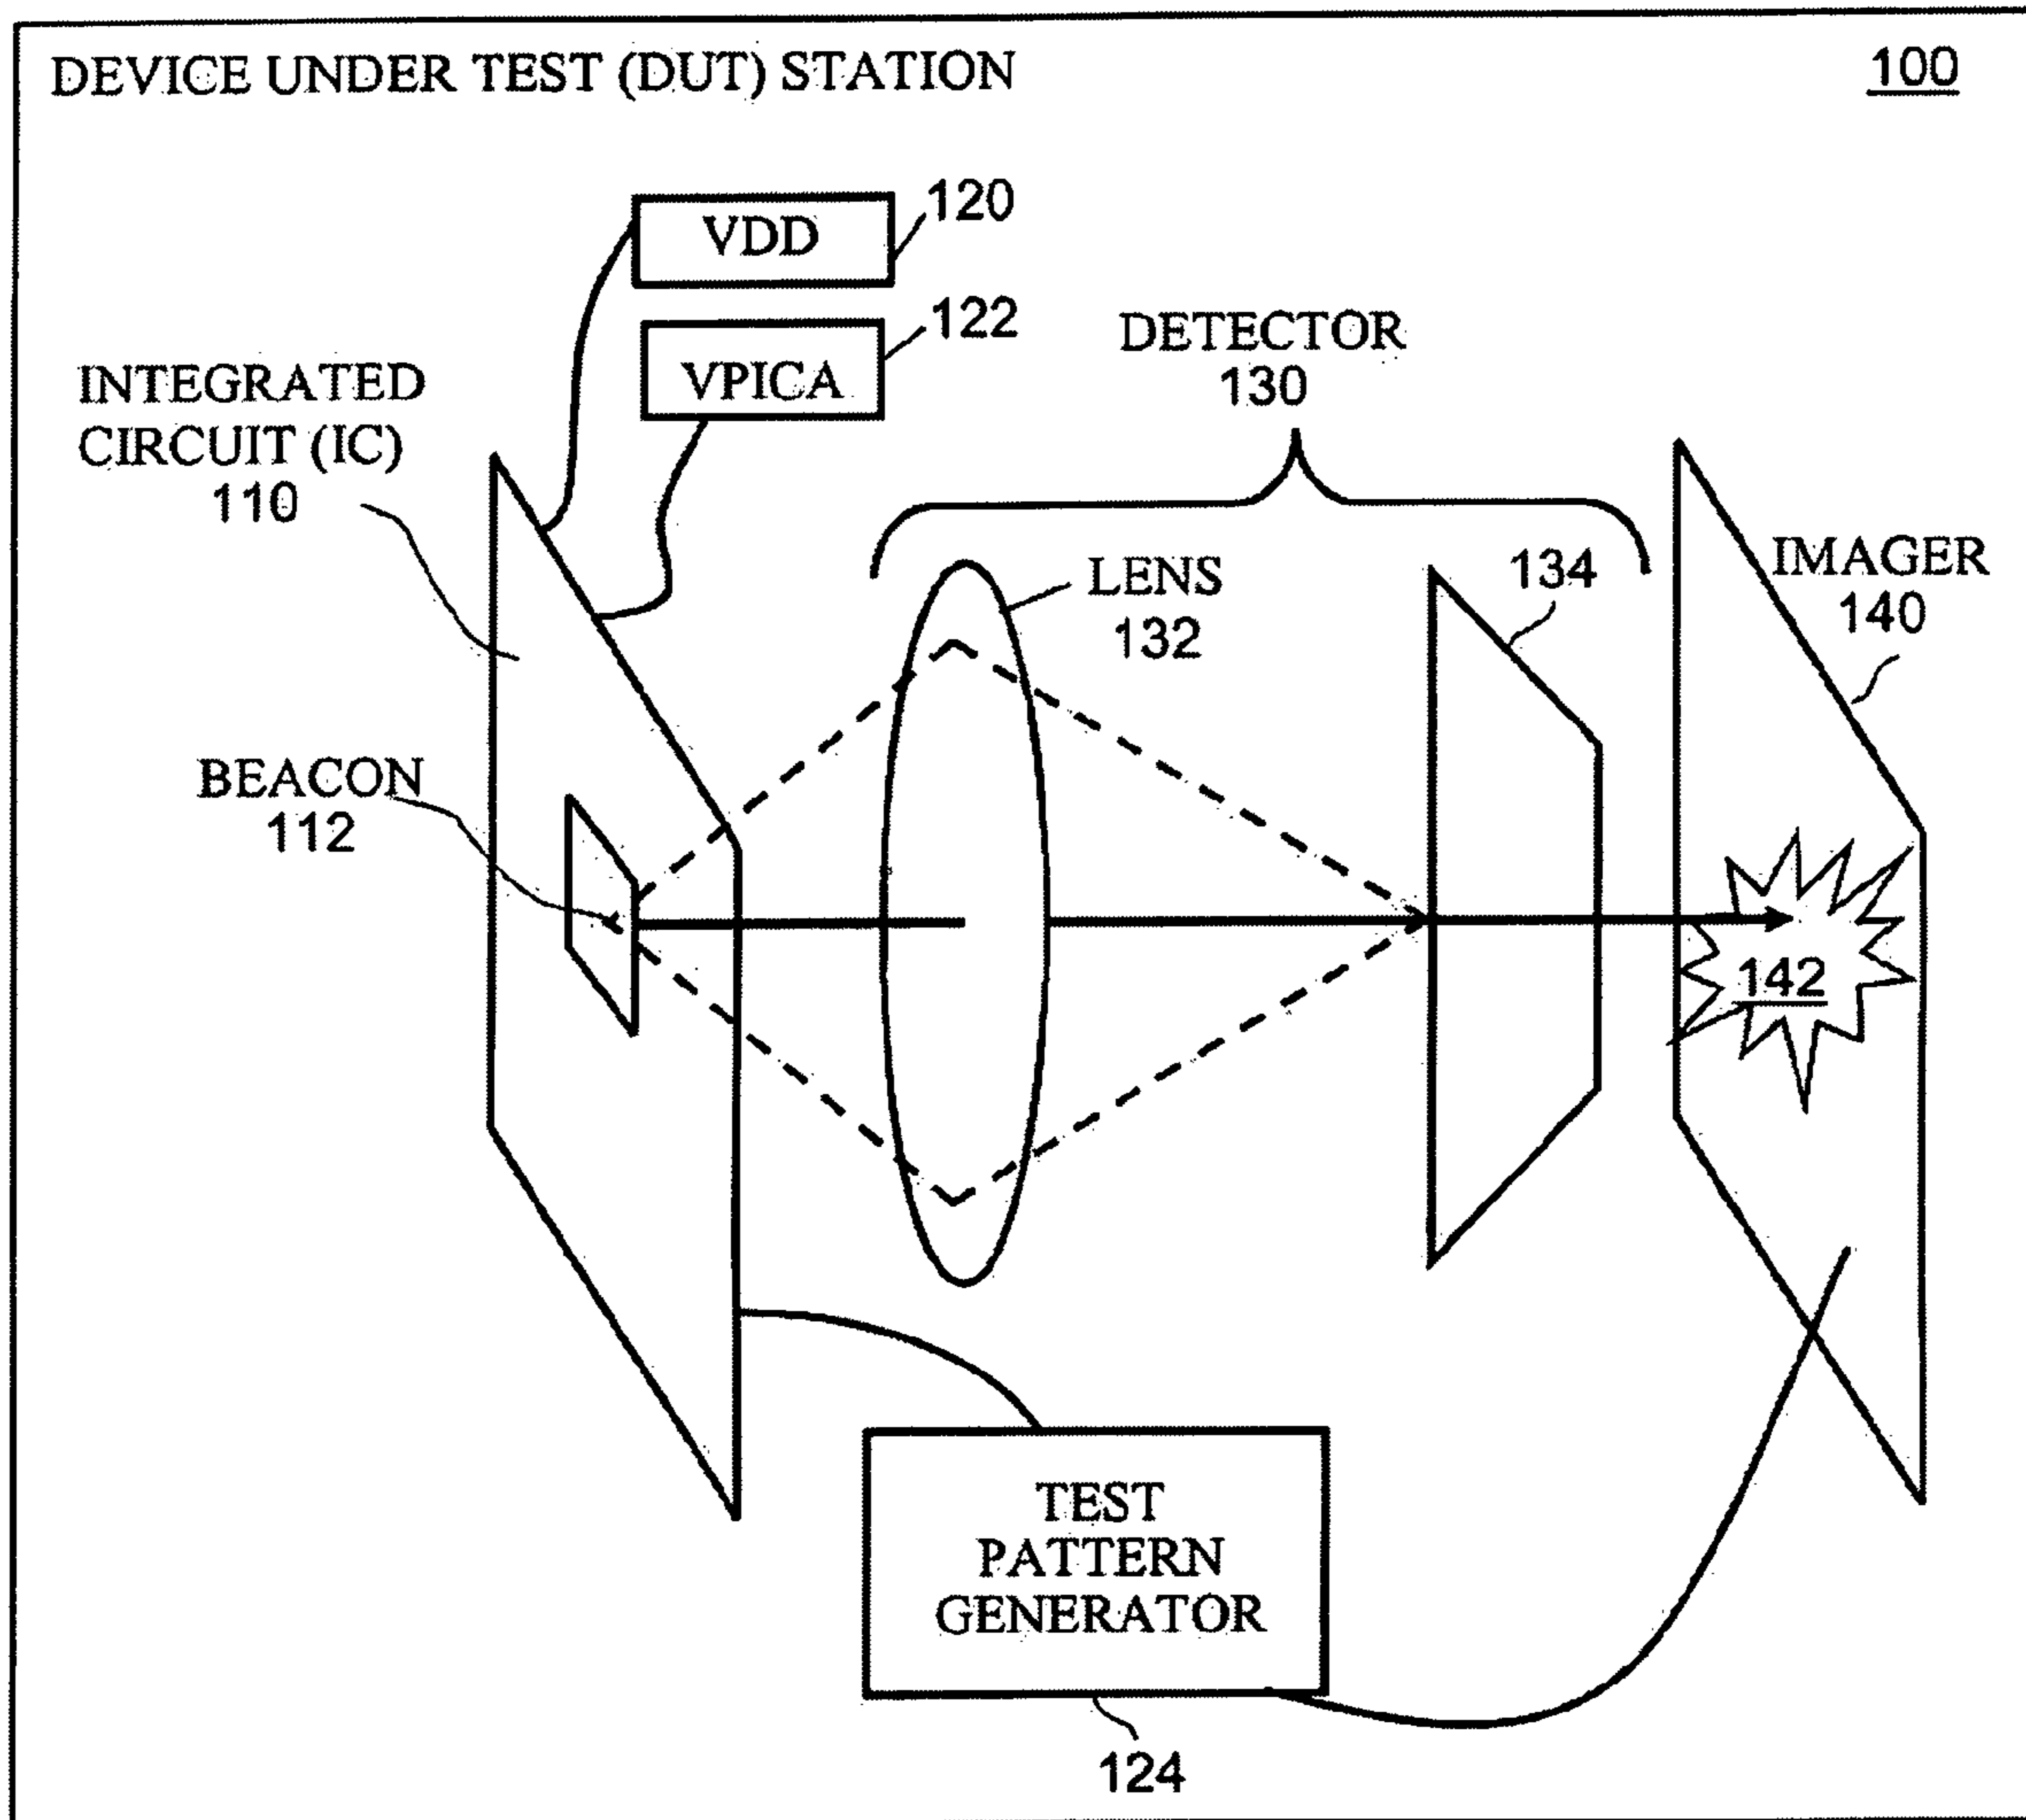 DEVICE UNDER TEST (DUT) STATION
100
VDD
120
VPICA
122
DETECTOR
130
INTEGRATED
CIRCUIT (IC)
110
LENS
132
134
IMAGER
140
BEACON
112
142
TEST
PATTERN
GENERATOR
124